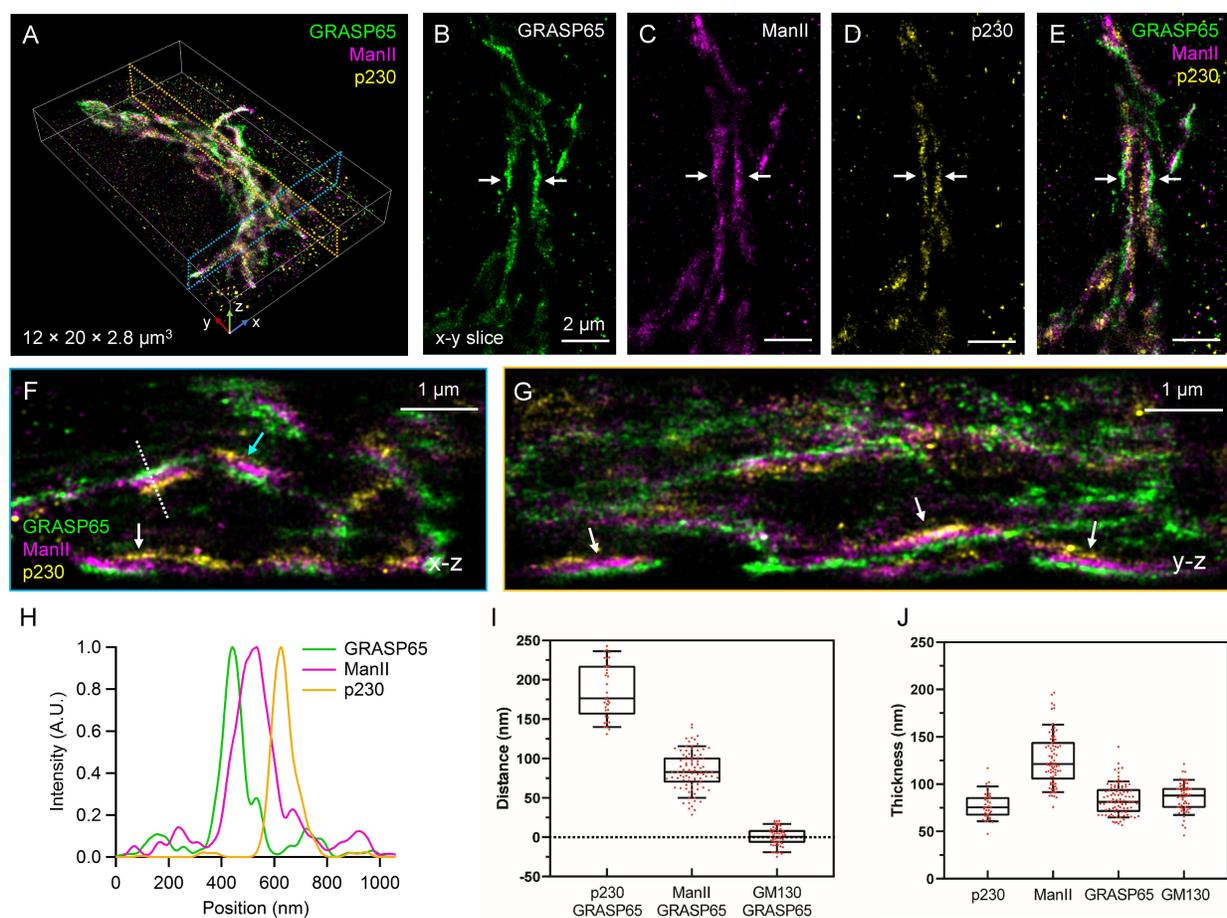 A
GRASP65
ManII
p230
z
y
x
12 × 20 × 2.8 µm³
B
GRASP65
x-y slice
2 µm
C
ManII
D
p230
E
GRASP65
ManII
p230
F
1 µm
GRASP65
ManII
p230
x-z
G
1 µm
y-z
H
GRASP65
ManII
p230
1.0
0.8
0.6
0.4
0.2
0.0
Intensity (A.U.)
0 200 400 600 800 1000
Position (nm)
I
250
200
150
100
50
0
-50
Distance (nm)
p230 ManII GM130
GRASP65 GRASP65 GRASP65
J
250
200
150
100
50
0
Thickness (nm)
p230 ManII GRASP65 GM130